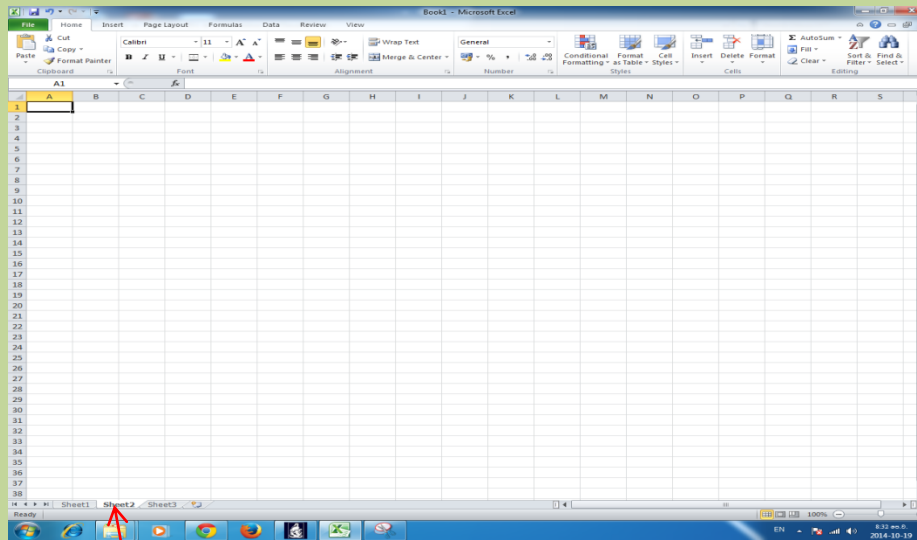 Book1 - Microsoft Excel
File Home Insert Page Layout Formulas Data Review View
Paste Cut Copy Format Painter Clipboard
Calibri 11 A A B I U A Font
Wrap Text Merge & Center Alignment
General % , Number
Conditional Formatting Format as Table Cell Styles Styles
Insert Delete Format Cells
Σ AutoSum Fill Clear Sort & Filter Find & Select Editing
A1 fx
A B C D E F G H I J K L M N O P Q R S
1
2
3
4
5
6
7
8
9
10
11
12
13
14
15
16
17
18
19
20
21
22
23
24
25
26
27
28
29
30
31
32
33
34
35
36
37
38
Sheet1 Sheet2 Sheet3
Ready 100%
EN 8:32
2014-10-19